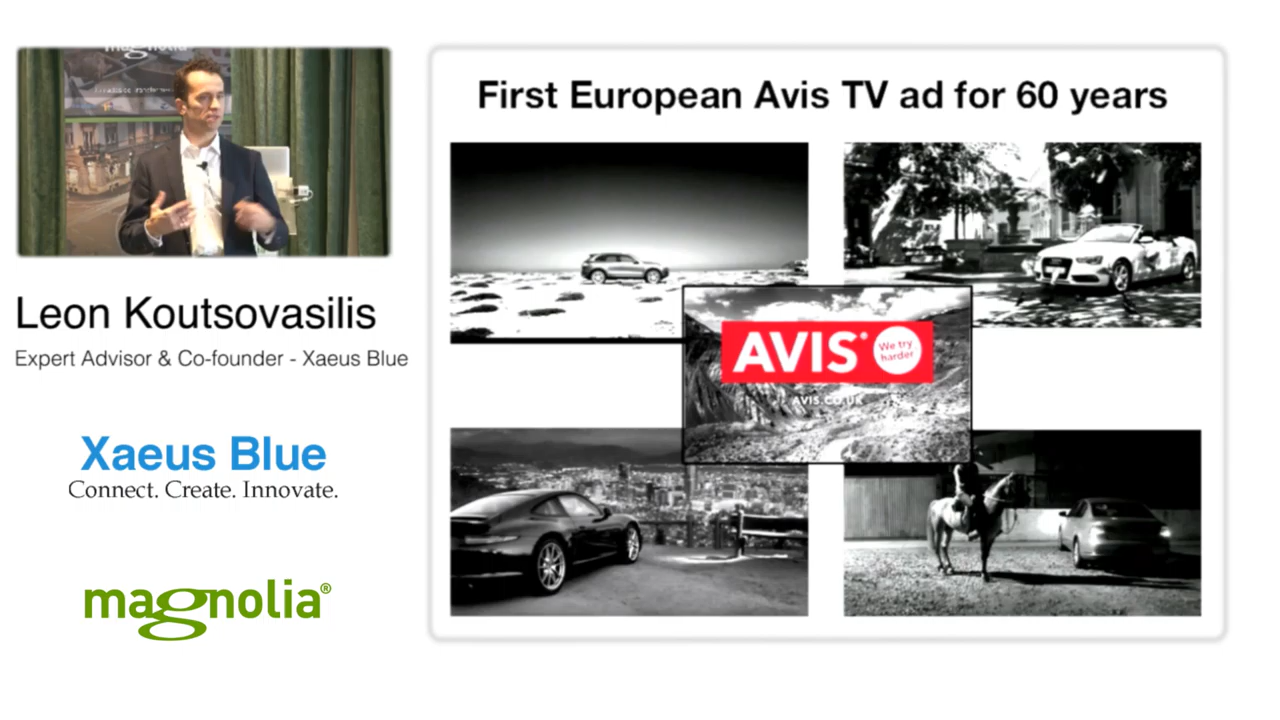 magnolia
First European Avis TV ad for 60 years
AVIS
We try
harder
AVIS.CO.UK
Leon Koutsovasilis
Expert Advisor & Co-founder - Xaeus Blue
Xaeus Blue
Connect. Create. Innovate.
magnolia®